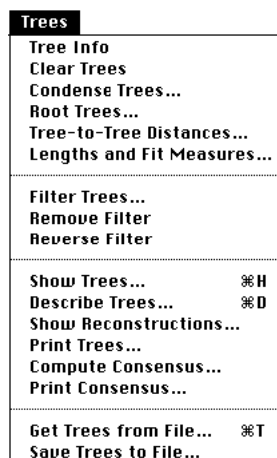 Trees
Tree Info
Clear Trees
Condense Trees...
Root Trees...
Tree-to-Tree Distances...
Lengths and Fit Measures...
Filter Trees...
Remove Filter
Reverse Filter
Show Trees... ⌘H
Describe Trees... ⌘D
Show Reconstructions...
Print Trees...
Compute Consensus...
Print Consensus...
Get Trees from File... ⌘T
Save Trees to File...